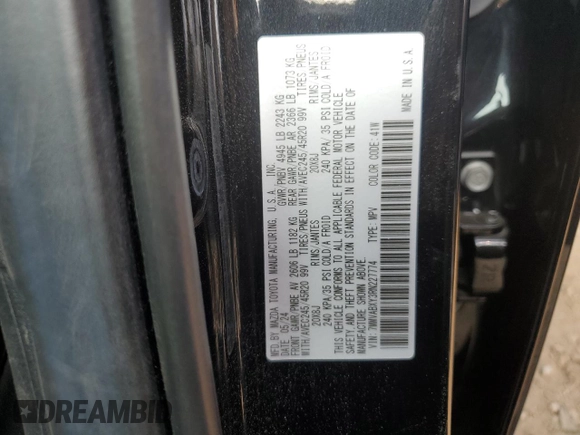 MFD. BY MAZDA TOYOTA MANUFACTURING, U.S.A., INC.
DATE: 05/24 GVWR/PNBV 4945 LB 2243 KG
FRONT GAWR/PNBE AV 2606 LB 1182 KG REAR GAWR/PNBE AR 2366 LB 1073 KG
WITH/AVEC245/45R20 99V TIRES/PNEUS WITH AVEC245/45R20 99V TIRES PNEUS
20X8J RIMS/JANTES 20X8J RIMS JANTES
240 KPA/35 PSI COLD/A FROID 240 KPA/ 35 PSI COLD A FROID
THIS VEHICLE CONFORMS TO ALL APPLICABLE FEDERAL MOTOR VEHICLE
SAFETY, AND THEFT PREVENTION STANDARDS IN EFFECT ON THE DATE OF
MANUFACTURE SHOWN ABOVE.
VIN: 7MMVABXY3RN227774 TYPE: MPV COLOR CODE: 41W MADE IN U.S.A
DREAMBID